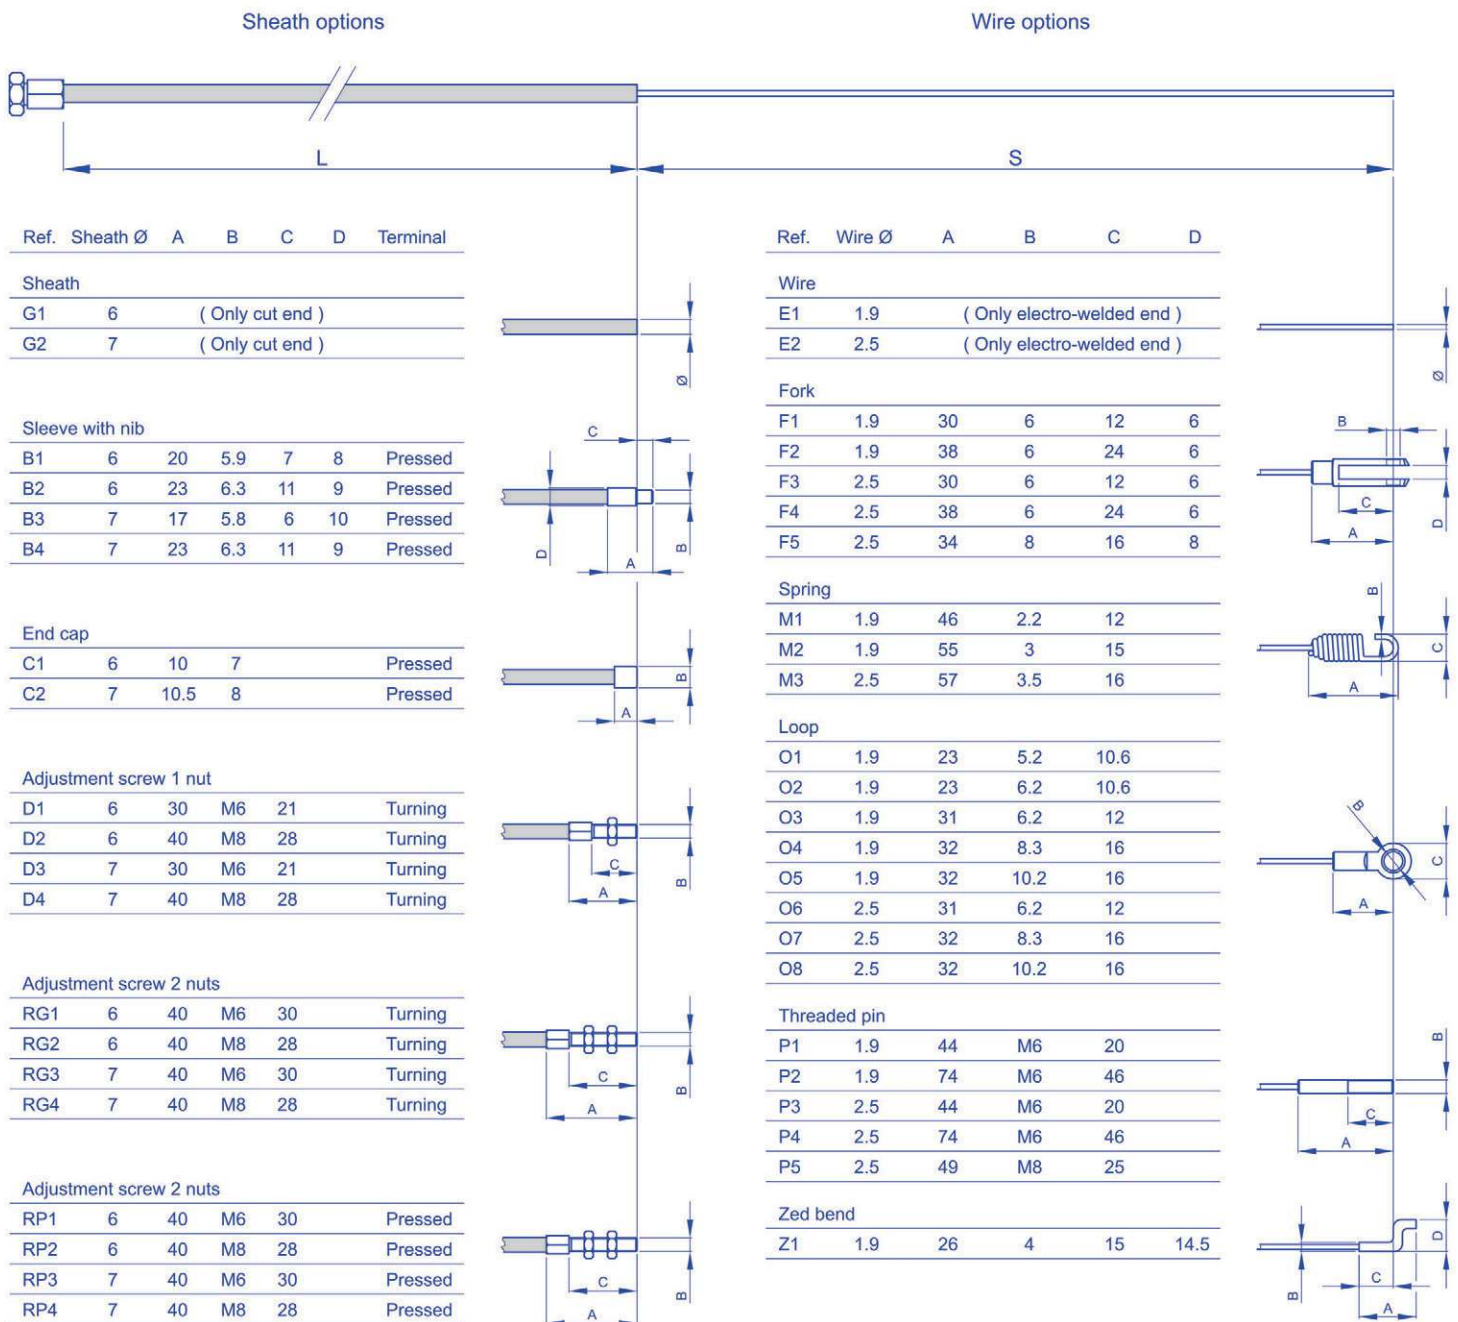 Sheath options
Wire options
L
S
Ref. Sheath Ø A B C D Terminal
Sheath
G1 6 ( Only cut end )
G2 7 ( Only cut end )
Ø
Sleeve with nib
B1 6 20 5.9 7 8 Pressed
B2 6 23 6.3 11 9 Pressed
B3 7 17 5.8 6 10 Pressed
B4 7 23 6.3 11 9 Pressed
C
D
A
B
End cap
C1 6 10 7 Pressed
C2 7 10.5 8 Pressed
B
A
Adjustment screw 1 nut
D1 6 30 M6 21 Turning
D2 6 40 M8 28 Turning
D3 7 30 M6 21 Turning
D4 7 40 M8 28 Turning
C
A
B
Adjustment screw 2 nuts
RG1 6 40 M6 30 Turning
RG2 6 40 M8 28 Turning
RG3 7 40 M6 30 Turning
RG4 7 40 M8 28 Turning
C
A
B
Adjustment screw 2 nuts
RP1 6 40 M6 30 Pressed
RP2 6 40 M8 28 Pressed
RP3 7 40 M6 30 Pressed
RP4 7 40 M8 28 Pressed
C
A
B
Ref. Wire Ø A B C D
Wire
E1 1.9 ( Only electro-welded end )
E2 2.5 ( Only electro-welded end )
Ø
Fork
F1 1.9 30 6 12 6
F2 1.9 38 6 24 6
F3 2.5 30 6 12 6
F4 2.5 38 6 24 6
F5 2.5 34 8 16 8
B
C
A
D
Spring
M1 1.9 46 2.2 12
M2 1.9 55 3 15
M3 2.5 57 3.5 16
B
C
A
Loop
O1 1.9 23 5.2 10.6
O2 1.9 23 6.2 10.6
O3 1.9 31 6.2 12
O4 1.9 32 8.3 16
O5 1.9 32 10.2 16
O6 2.5 31 6.2 12
O7 2.5 32 8.3 16
O8 2.5 32 10.2 16
B
C
A
Threaded pin
P1 1.9 44 M6 20
P2 1.9 74 M6 46
P3 2.5 44 M6 20
P4 2.5 74 M6 46
P5 2.5 49 M8 25
B
C
A
Zed bend
Z1 1.9 26 4 15 14.5
D
B
C
A